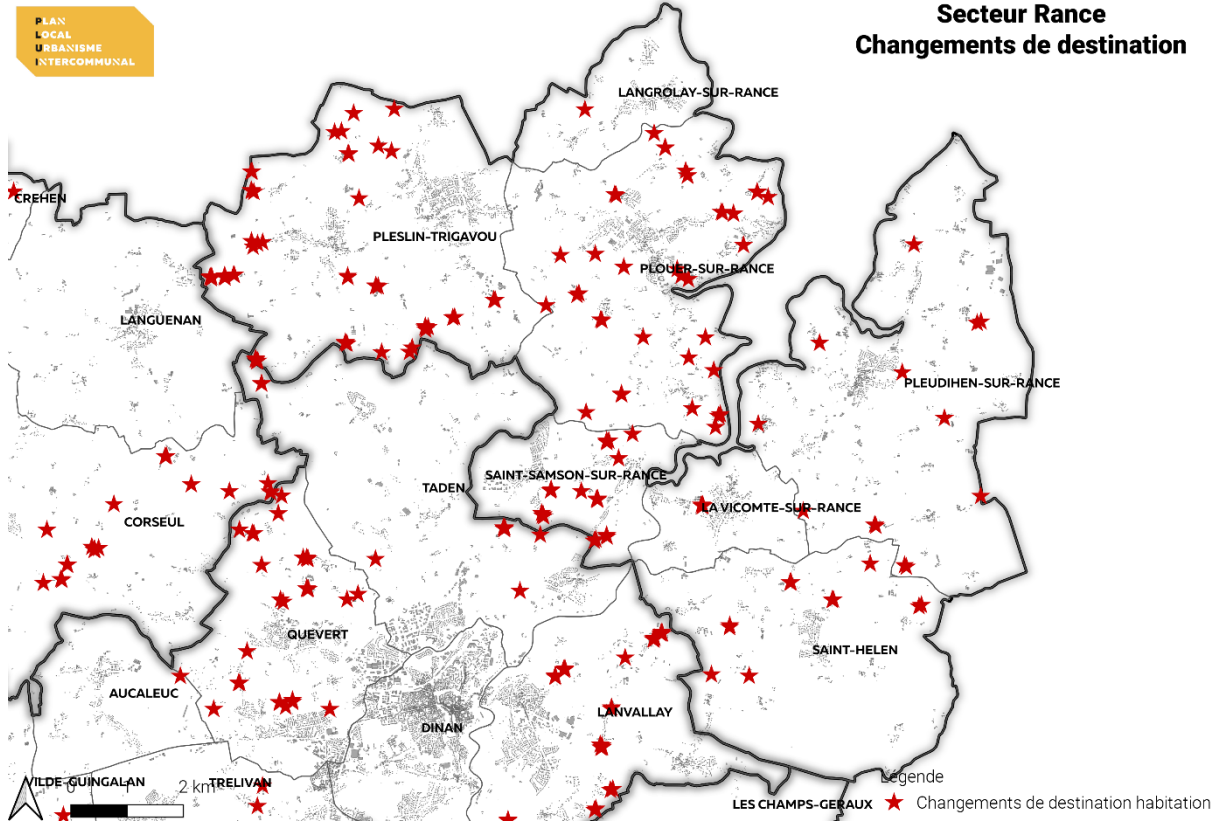 PLAN
LOCAL
URBANISME
INTERCOMMUNAL
Secteur Rance
Changements de destination
LANGROLAY-SUR-RANCE
CREHEN
PLESLIN-TRIGAVOU
PLOUER-SUR-RANCE
LANGUENAN
PLEUDIHEN-SUR-RANCE
SAINT-SAMSON-SUR-RANCE
TADEN
LA VICOMTE-SUR-RANCE
CORSEUL
QUEVERT
SAINT-HELEN
AUCALEUC
LANVALLAY
DINAN
VILDE-GUINGALAN
TRELIVAN
0 1 2 km
LES CHAMPS-GERAUX
Légende
Changements de destination habitation